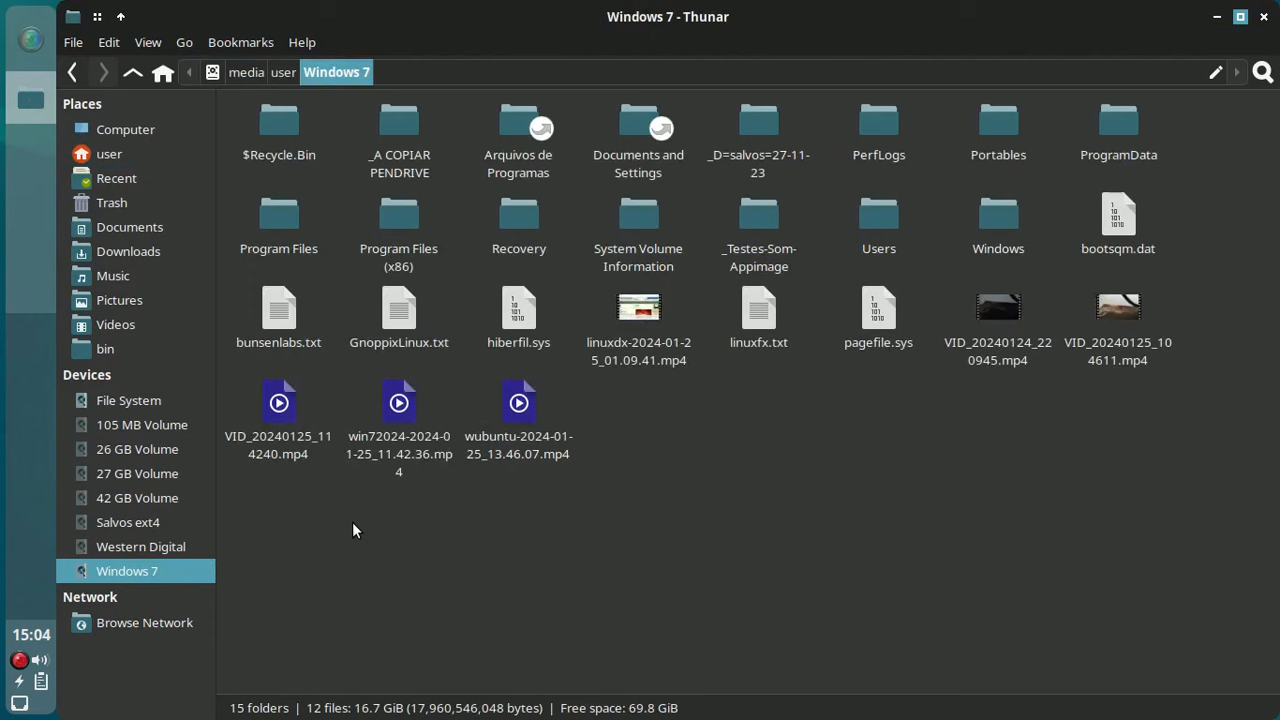 Windows 7 - Thunar
File Edit View Go Bookmarks Help
media user Windows 7
Places
Computer
user
Recent
Trash
Documents
Downloads
Music
Pictures
Videos
bin
Devices
File System
105 MB Volume
26 GB Volume
27 GB Volume
42 GB Volume
Salvos ext4
Western Digital
Windows 7
Network
Browse Network
$Recycle.Bin
_A COPIAR
PENDRIVE
Arquivos de
Programas
Documents and
Settings
_D=salvos=27-11-
23
PerfLogs
Portables
ProgramData
Program Files
Program Files
(x86)
Recovery
System Volume
Information
_Testes-Som-
Appimage
Users
Windows
bootsqm.dat
bunsenlabs.txt
GnoppixLinux.txt
hiberfil.sys
linuxdx-2024-01-2
5_01.09.41.mp4
linuxfx.txt
pagefile.sys
VID_20240124_22
0945.mp4
VID_20240125_10
4611.mp4
VID_20240125_11
4240.mp4
win72024-2024-0
1-25_11.42.36.mp
4
wubuntu-2024-01-
25_13.46.07.mp4
15 folders | 12 files: 16.7 GiB (17,960,546,048 bytes) | Free space: 69.8 GiB
15:04